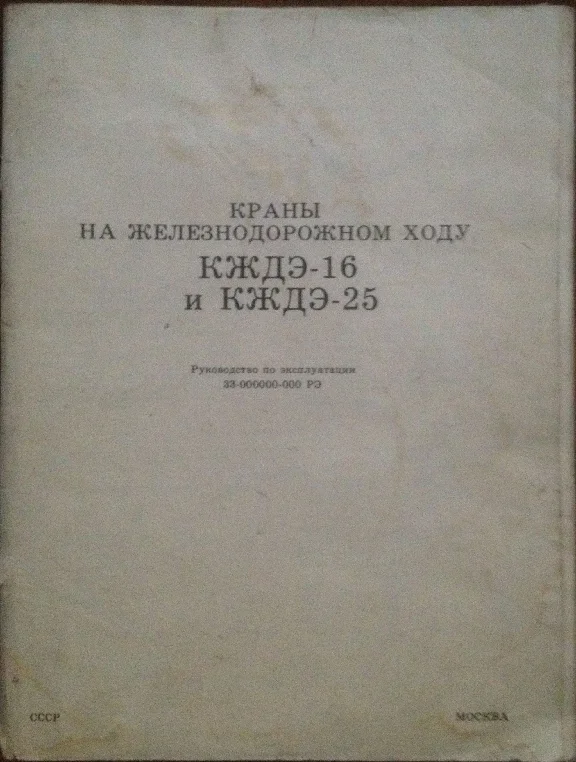 КРАНЫ
НА ЖЕЛЕЗНОДОРОЖНОМ ХОДУ
КЖДЭ-16
и КЖДЭ-25
Руководство по эксплуатации
33-000000-000 РЭ
СССР
МОСКВА